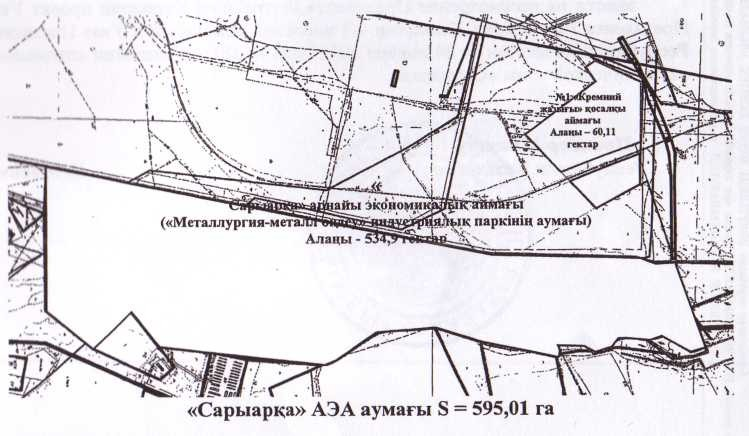 №1 «Кремний
жазығы» қосалқы
аймағы
Алаңы – 60,11
гектар
«
Сарыарқа» арнайы экономикалық аймағы
(«Металлургия-металл өңдеу» индустриялық паркінің аумағы)
Алаңы - 534,9 гектар
«Сарыарқа» АЭА аумағы S = 595,01 га